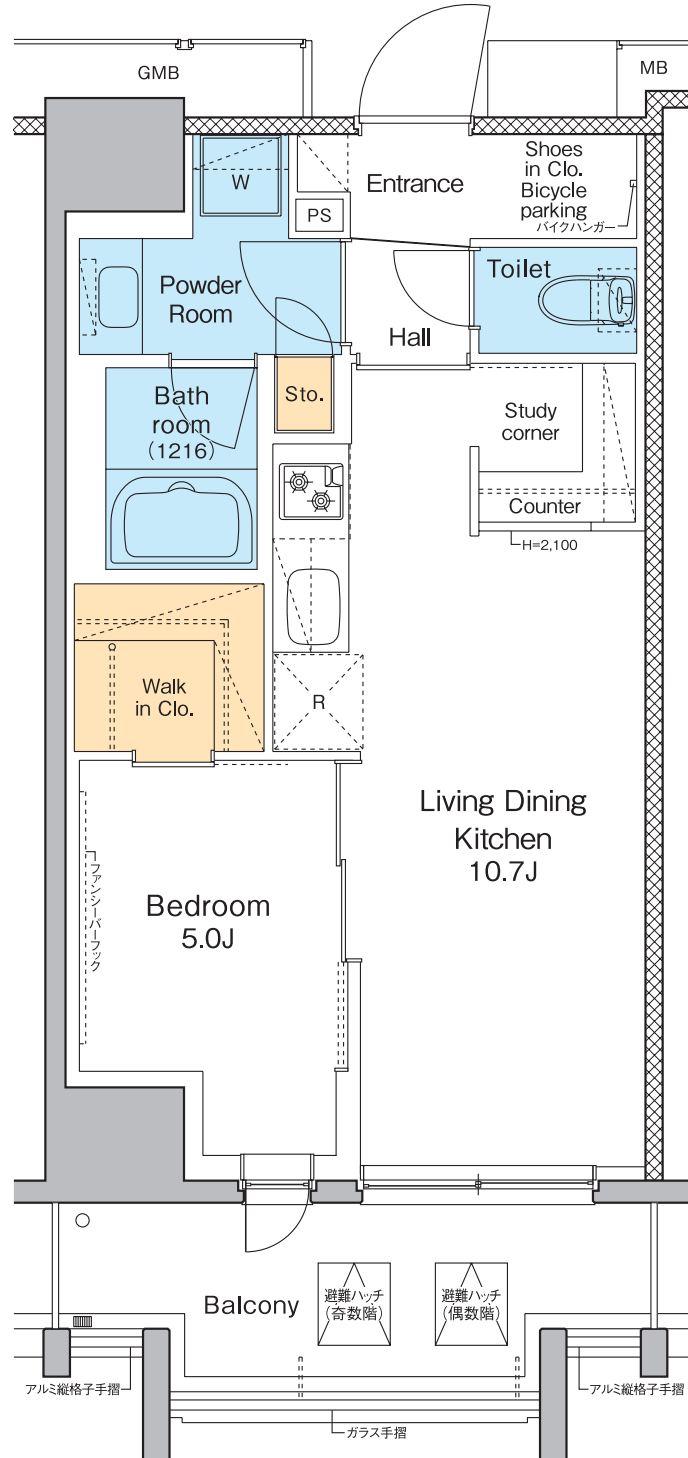 GMB
MB
W
PS
Entrance
Shoes
in Clo.
Bicycle
parking
バイクハンガー
Powder
Room
Toilet
Hall
Bath
room
(1216)
Sto.
Study
corner
Counter
H=2,100
Walk
in Clo.
R
Living Dining
Kitchen
10.7J
Bedroom
5.0J
ファンシーバーフック
Balcony
避難ハッチ
(奇数階)
避難ハッチ
(偶数階)
アルミ縦格子手摺
アルミ縦格子手摺
ガラス手摺